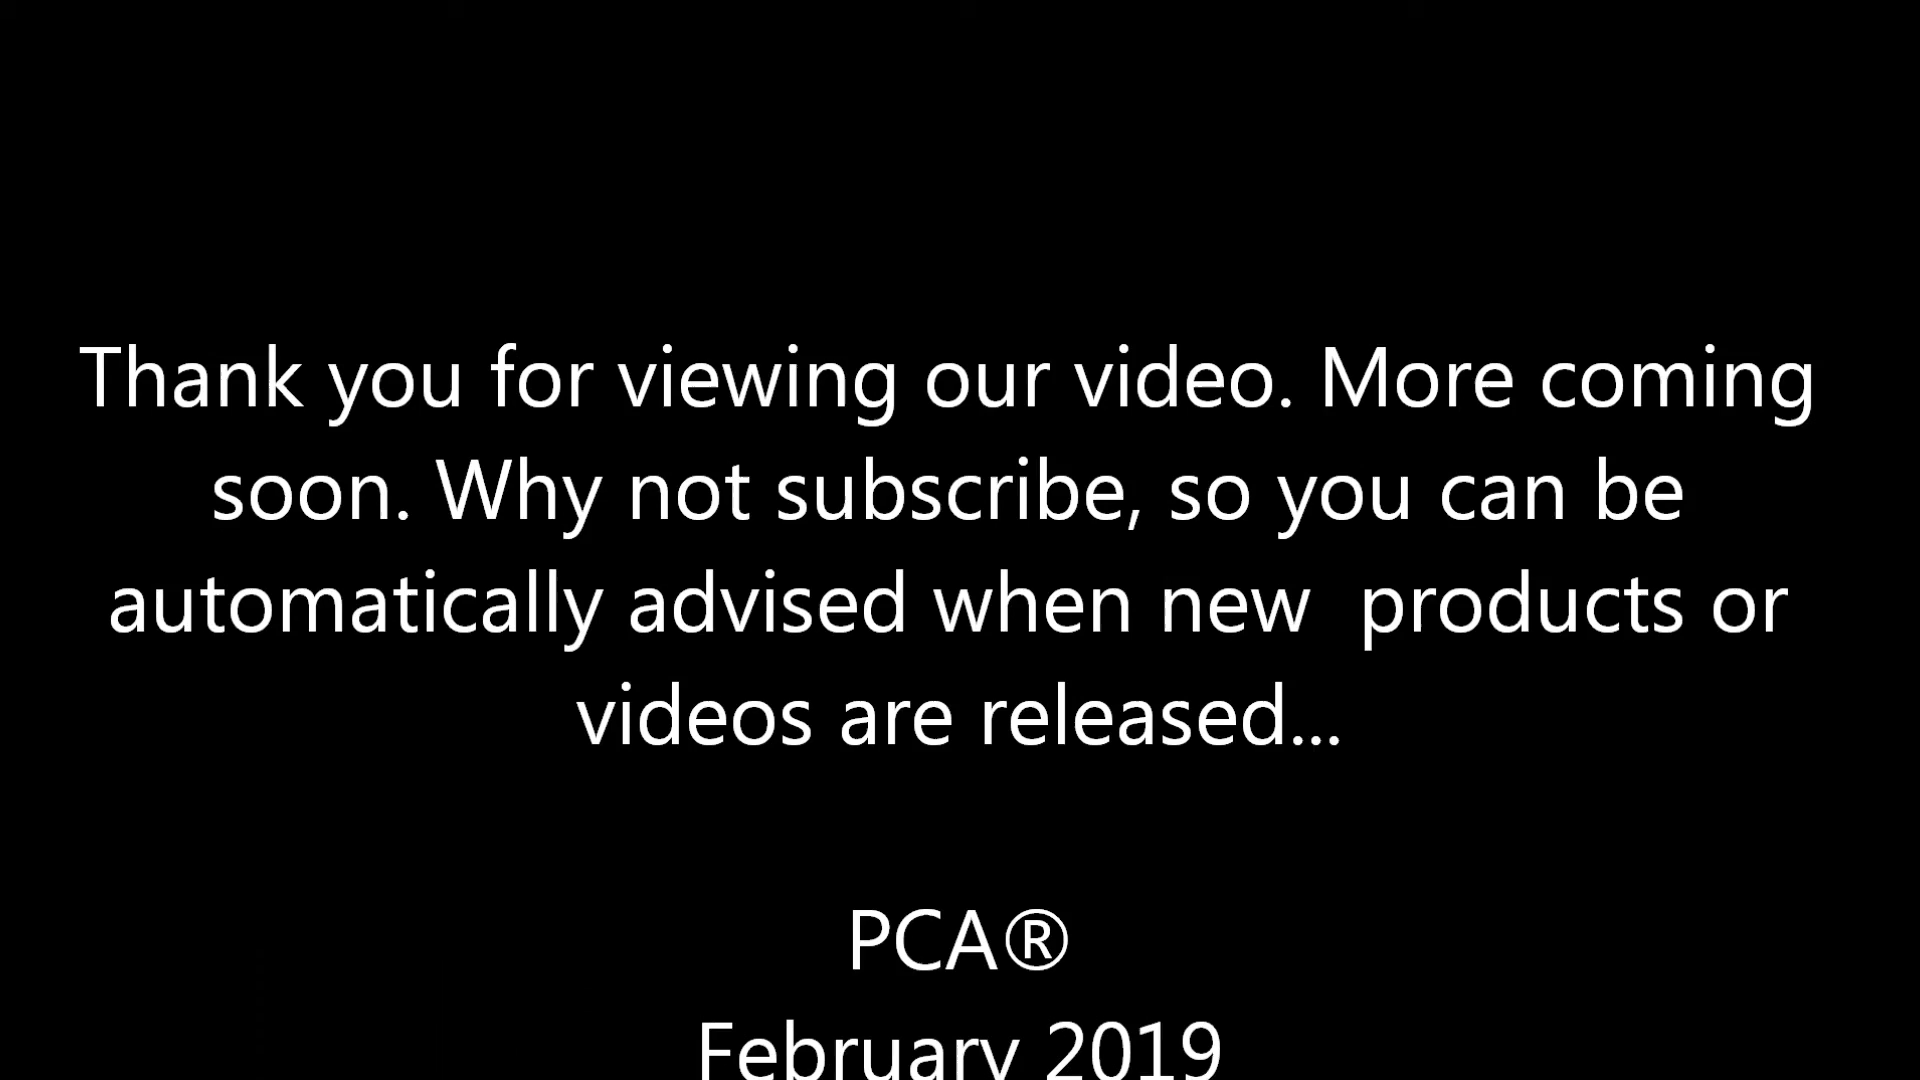 Thank you for viewing our video. More coming
soon. Why not subscribe, so you can be
automatically advised when new  products or
videos are released...
PCA®
February 2019